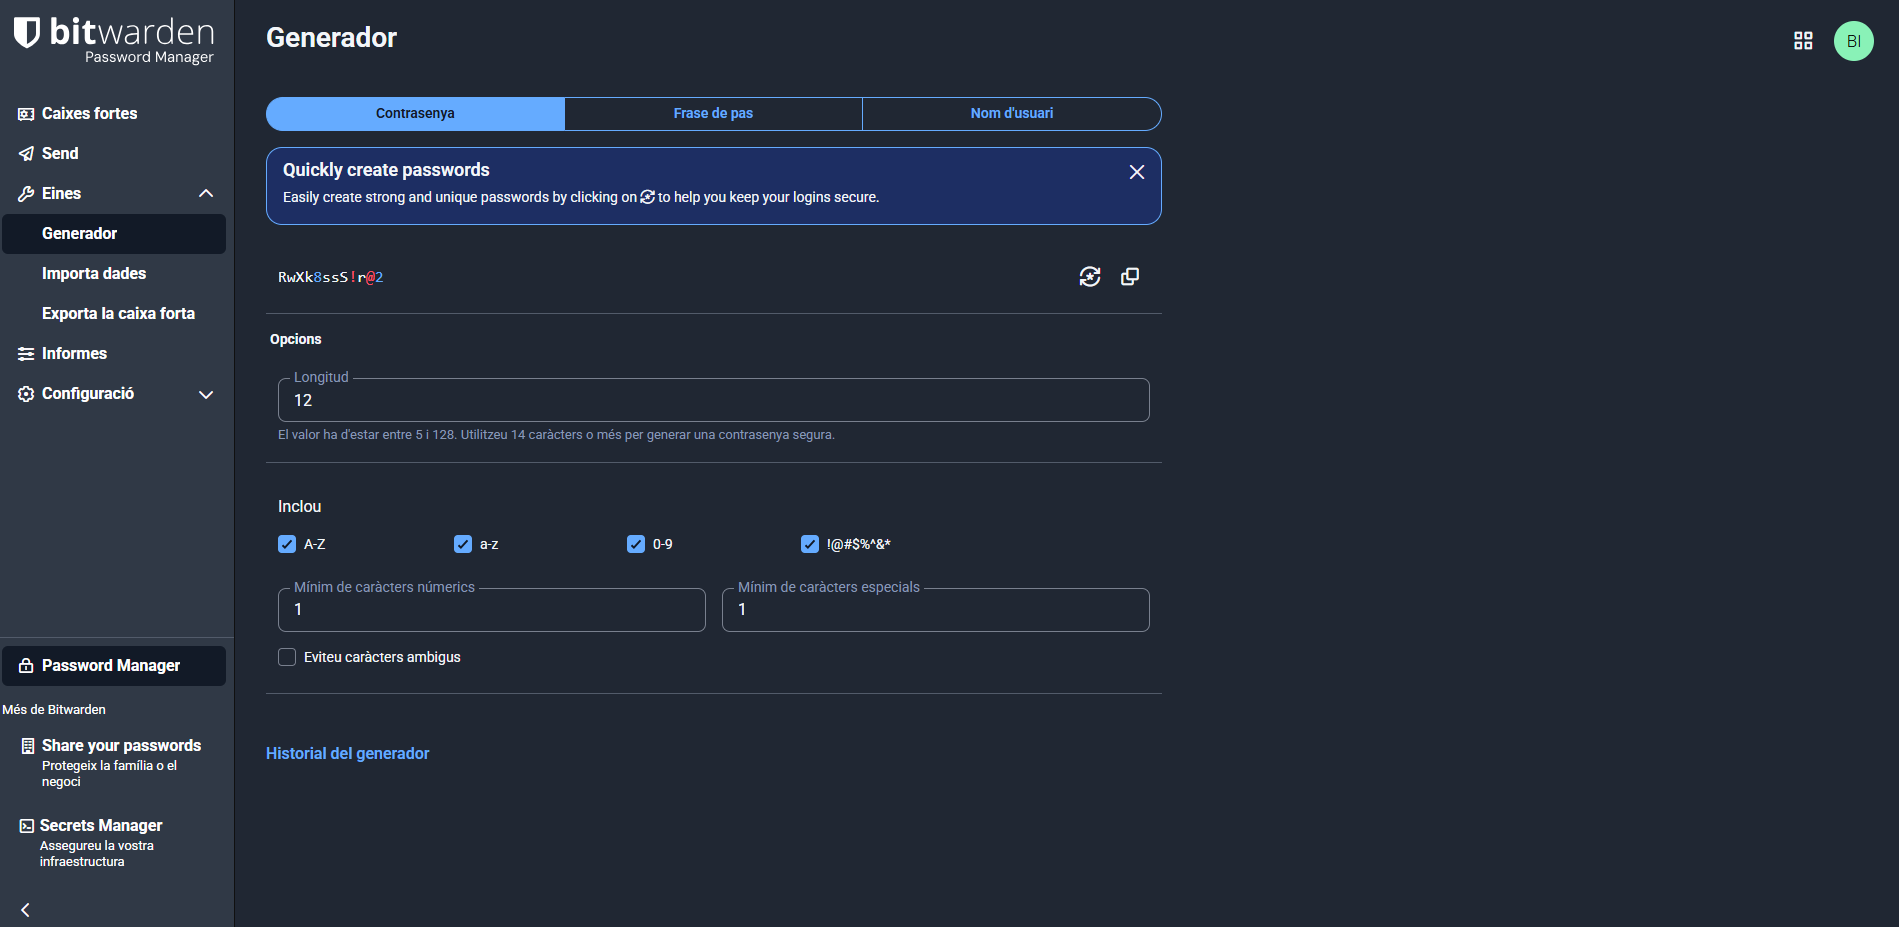 bitwarden
Password Manager
Caixes fortes
Send
Eines
Generador
Importa dades
Exporta la caixa forta
Informes
Configuració
Password Manager
Més de Bitwarden
Share your passwords
Protegeix la família o el
negoci
Secrets Manager
Assegureu la vostra
infraestructura
Generador
BI
Contrasenya
Frase de pas
Nom d'usuari
Quickly create passwords
Easily create strong and unique passwords by clicking on to help you keep your logins secure.
RwXk8ssS!r@2
Opcions
Longitud
12
El valor ha d'estar entre 5 i 128. Utilitzeu 14 caràcters o més per generar una contrasenya segura.
Inclou
A-Z
a-z
0-9
!@#$%^&*
Mínim de caràcters númerics
1
Mínim de caràcters especials
1
Eviteu caràcters ambigus
Historial del generador